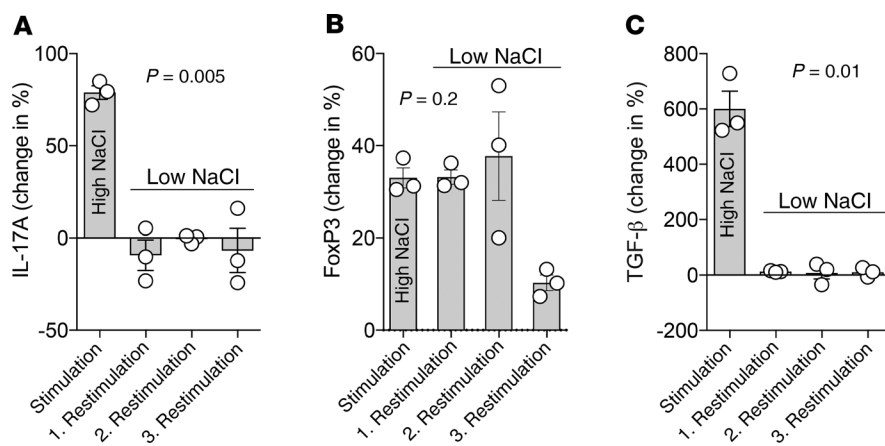 A
IL-17A (change in %)
100
50
0
-50
P = 0.005
High NaCl
Low NaCl
Stimulation
1. Restimulation
2. Restimulation
3. Restimulation
B
FoxP3 (change in %)
60
40
20
0
Low NaCl
P = 0.2
High NaCl
Stimulation
1. Restimulation
2. Restimulation
3. Restimulation
C
TGF-β (change in %)
800
600
400
200
0
-200
P = 0.01
High NaCl
Low NaCl
Stimulation
1. Restimulation
2. Restimulation
3. Restimulation